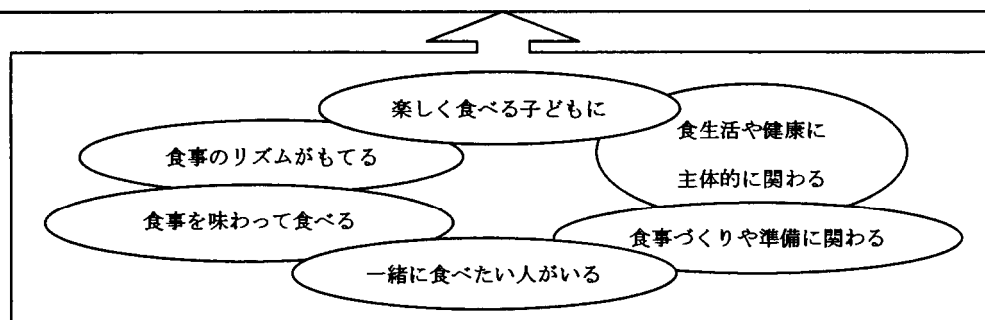 楽しく食べる子どもに
食生活や健康に
主体的に関わる
食事のリズムがもてる
食事を味わって食べる
食事づくりや準備に関わる
一緒に食べたい人がいる